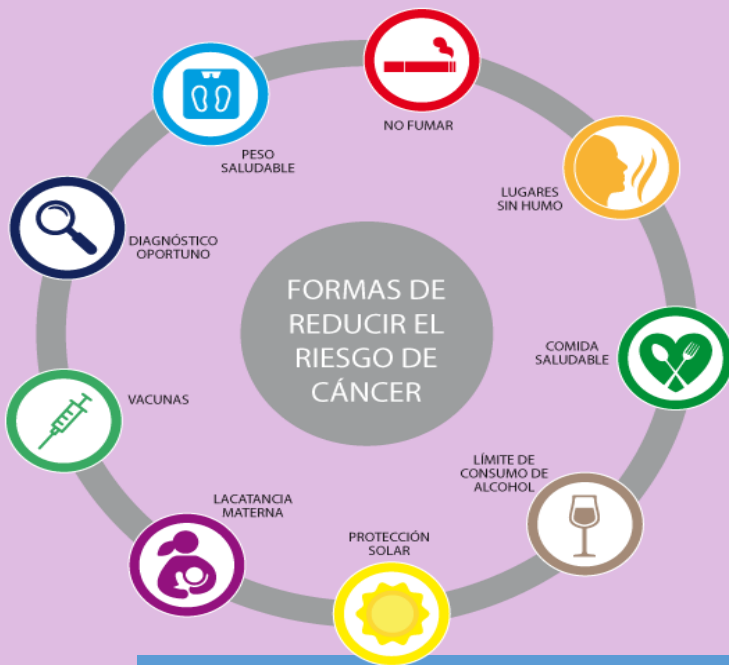 NO FUMAR
PESO
SALUDABLE
LUGARES
SIN HUMO
DIAGNÓSTICO
OPORTUNO
FORMAS DE
REDUCIR EL
RIESGO DE
CÁNCER
COMIDA
SALUDABLE
VACUNAS
LÍMITE DE
CONSUMO DE
ALCOHOL
LACATANCIA
MATERNA
PROTECCIÓN
SOLAR